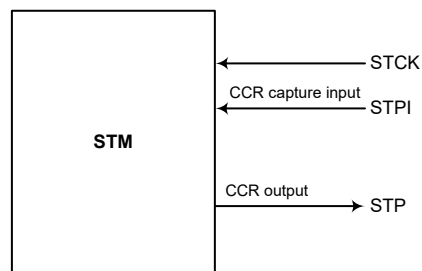 STCK
CCR capture input
STPI
STM
CCR output
STP